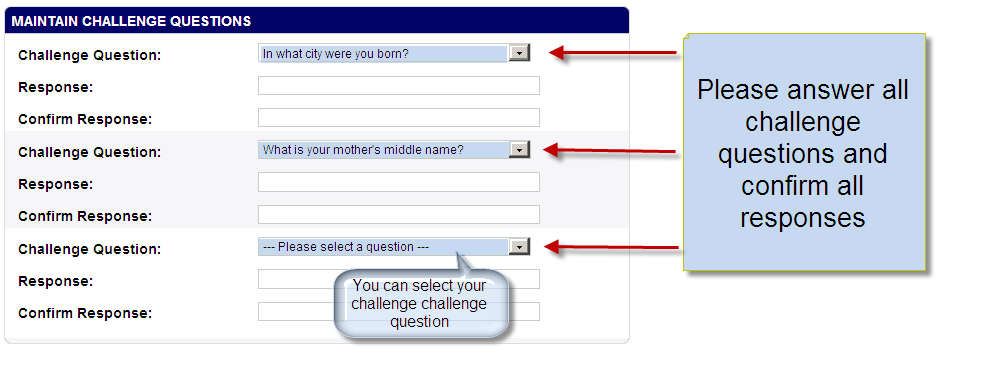 MAINTAIN CHALLENGE QUESTIONS
Challenge Question:
In what city were you born?
Response:
Confirm Response:
Challenge Question:
What is your mother's middle name?
Response:
Confirm Response:
Challenge Question:
--- Please select a question ---
Response:
Confirm Response:
You can select your
challenge challenge
question
Please answer all
challenge
questions and
confirm all
responses